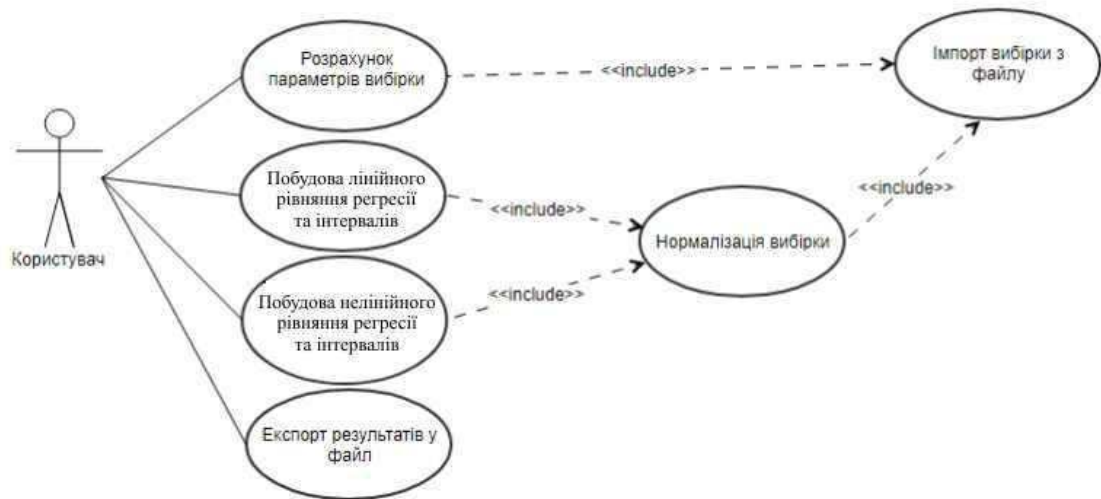 Розрахунок
параметрів вибірки
<<include>>
Імпорт вибірки з
файлу
Користувач
Побудова лінійного
рівняння регресії
та інтервалів
<<include>>
<<include>>
Нормалізація вибірки
Побудова нелінійного
рівняння регресії
та інтервалів
<<include>>
Експорт результатів у
файл